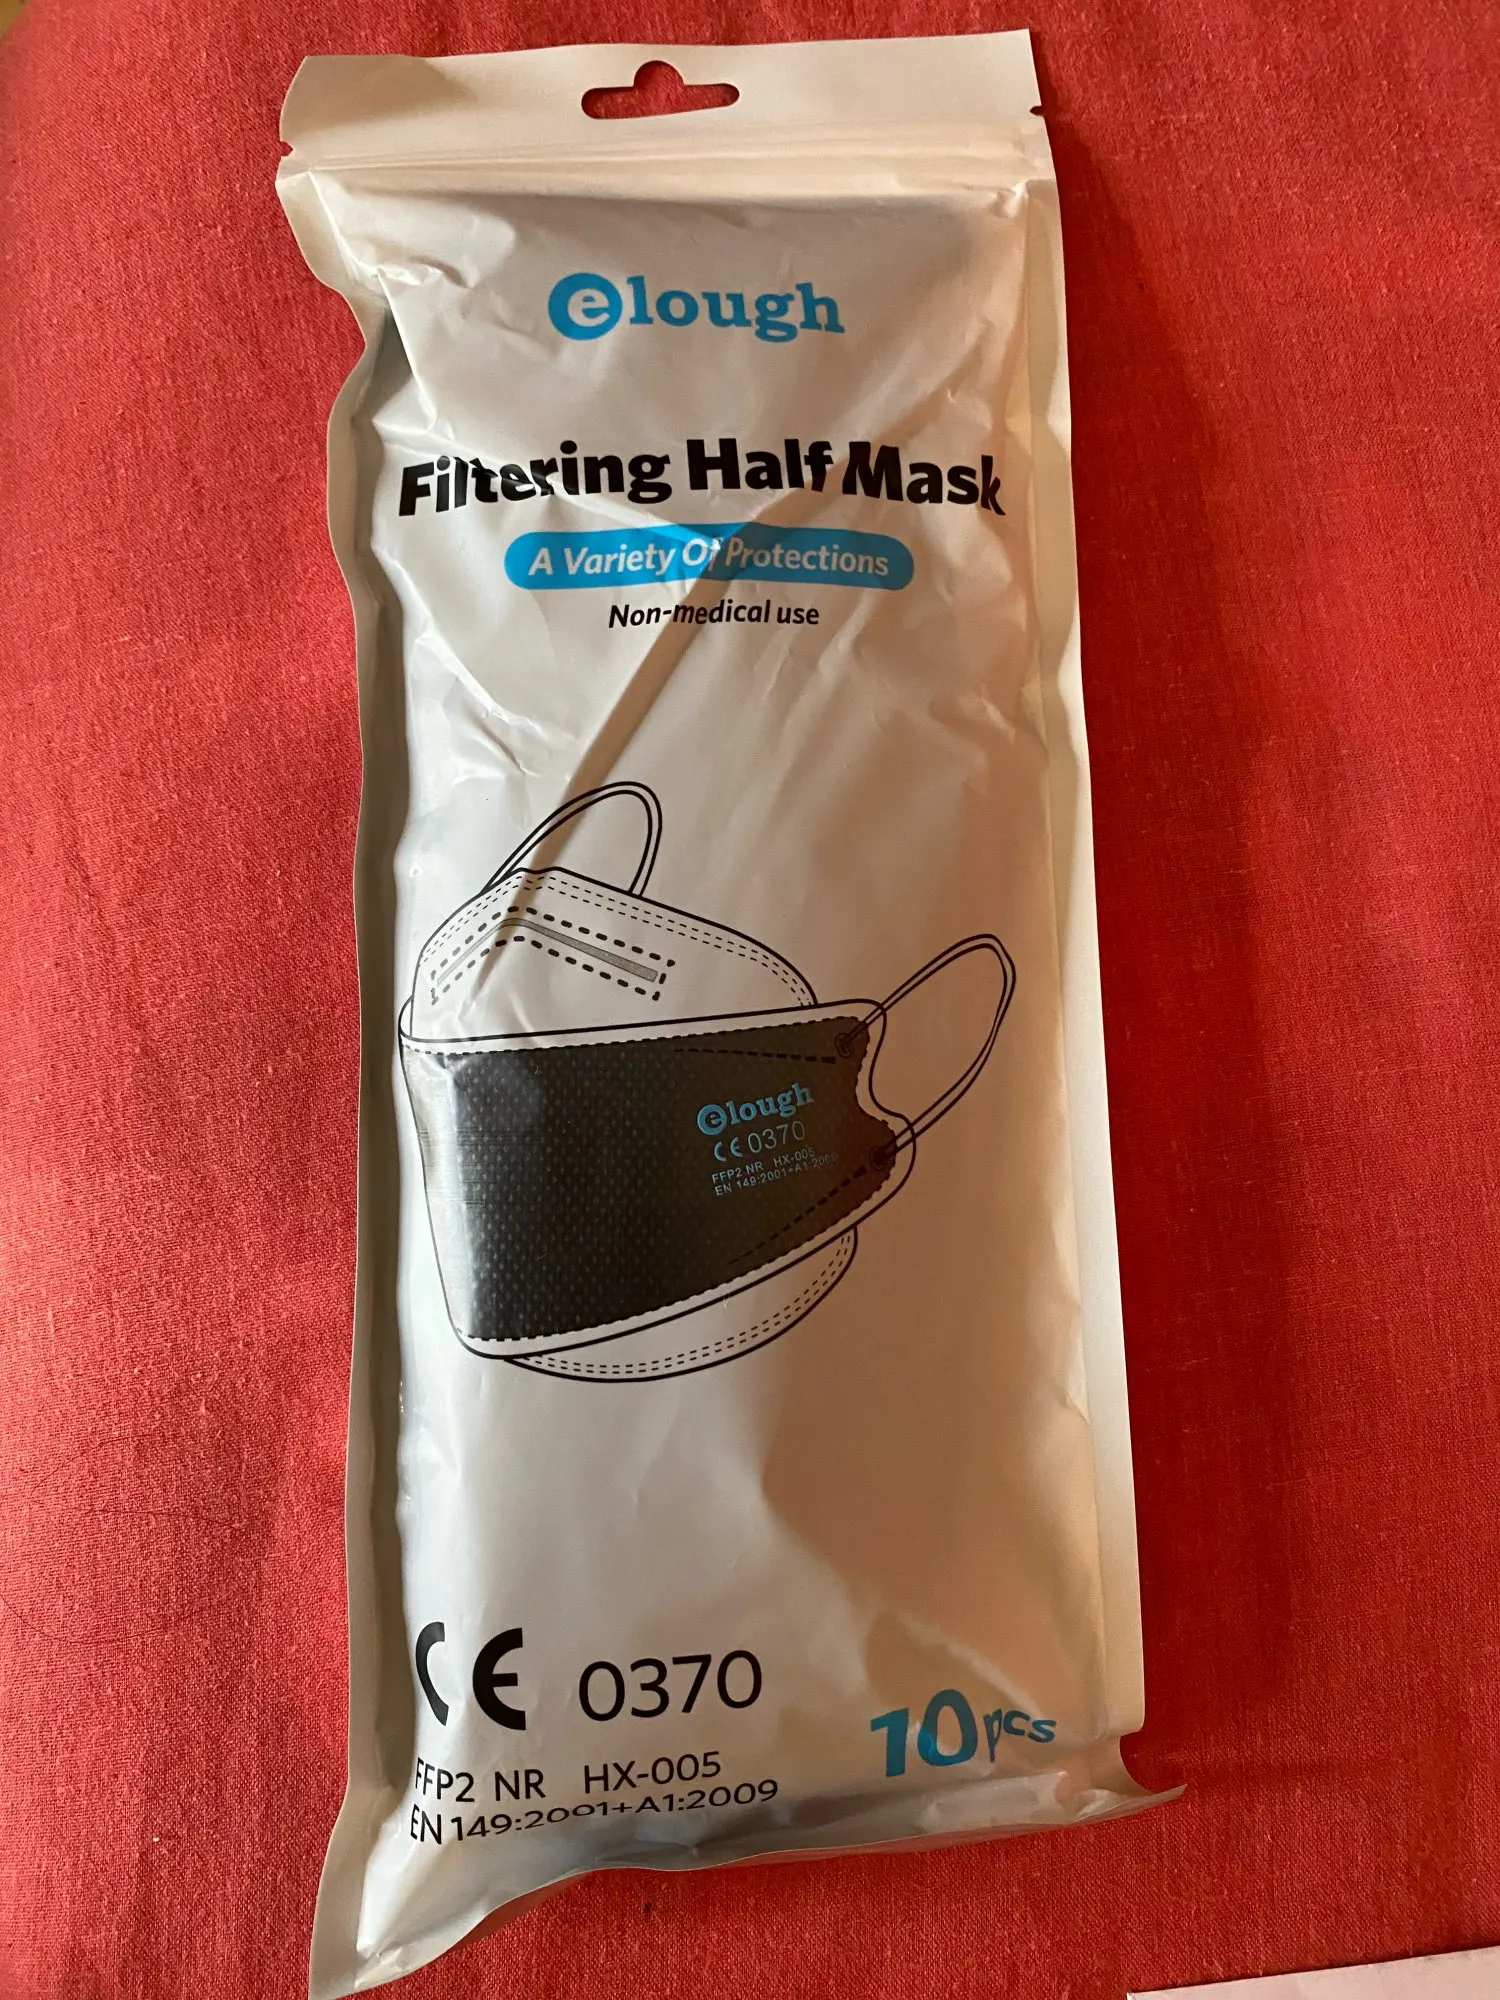 elough
Filtering Half Mask
A Variety Of Protections
Non-medical use
elough
CE 0370
FFP2 NR HX-005
EN 149:2001+A1:2009
CE 0370
10pcs
FFP2 NR HX-005
EN 149:2001+A1:2009